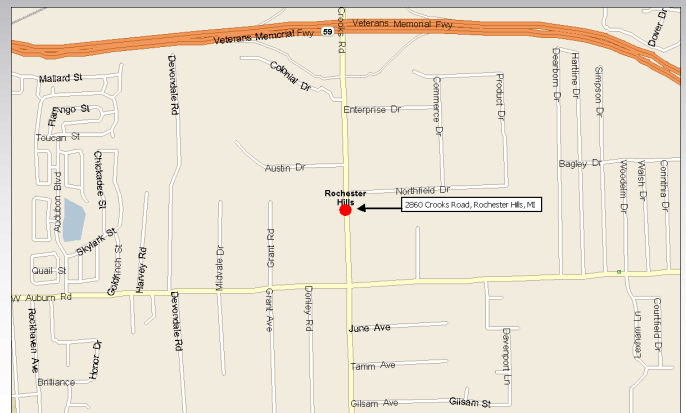 Veterans Memorial Fwy
59
Veterans Memorial Fwy
Crooks Rd
Dover Dr
Mallard St
Devondale Rd
Colonial Dr
Commerce Dr
Product Dr
Dearborn Dr
Hartline Dr
Simpson Dr
Flamingo St
Enterprise Dr
Toucan St
Chickadee St
Austin Dr
Bagley Dr
Woodelm Dr
Walsh Dr
Corinthia Dr
Audubon Blvd
Rochester
Hills
Northfield Dr
2860 Crooks Road, Rochester Hills, MI
Skylark St
Goldfinch St
Harvey Rd
Midvale Dr
Grant Rd
Quail St
W Auburn Rd
Rookhaven Ave
Devondale Rd
Grant Ave
Donley Rd
Honor Dr
June Ave
Davenport Ln
Courtfield Dr
Tamm Ave
Brilliance
Gilsam Ave
Gilsam St